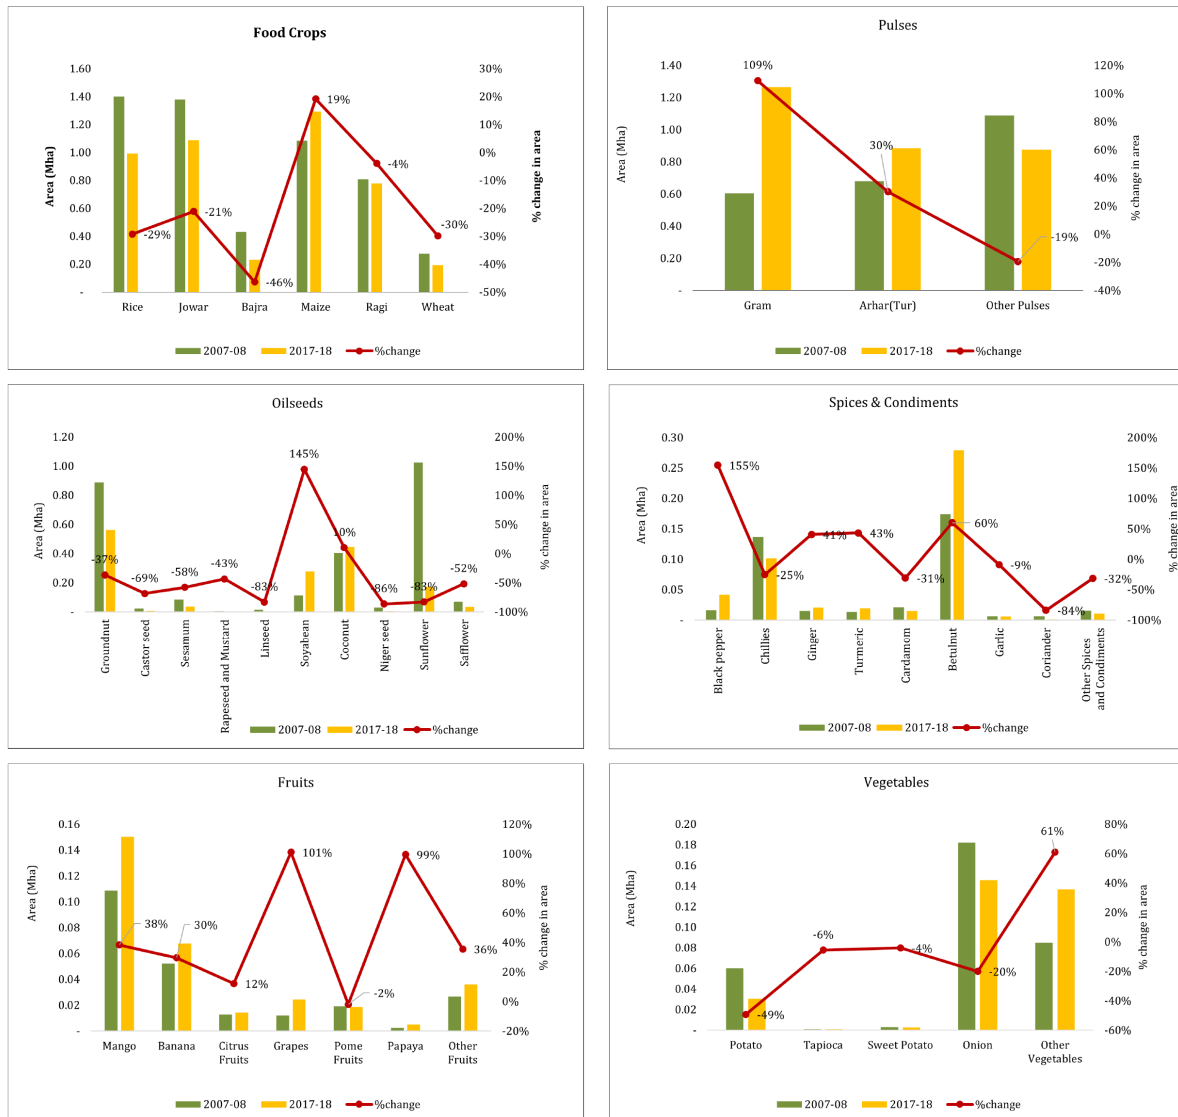 Food Crops
1.60
1.40
1.20
1.00
0.80
0.60
0.40
0.20
-
Area (Mha)
30%
20%
10%
0%
-10%
-20%
-30%
-40%
-50%
% change in area
-29%
-21%
-46%
19%
-4%
-30%
Rice Jowar Bajra Maize Ragi Wheat
2007-08 2017-18 %change
Pulses
1.40
1.20
1.00
0.80
0.60
0.40
0.20
-
Area (Mha)
120%
100%
80%
60%
40%
20%
0%
-20%
-40%
% change in area
109%
30%
-19%
Gram Arhar(Tur) Other Pulses
2007-08 2017-18 %change
Oilseeds
1.20
1.00
0.80
0.60
0.40
0.20
-
Area (Mha)
200%
150%
100%
50%
0%
-50%
-100%
% change in area
-37%
-69%
-58%
-43%
-83%
145%
10%
-86%
-83%
-52%
Groundnut
Castor seed
Sesamum
Rapeseed and Mustard
Linseed
Soyabean
Coconut
Niger seed
Sunflower
Safflower
2007-08 2017-18 %change
Spices & Condiments
0.30
0.25
0.20
0.15
0.10
0.05
-
Area (Mha)
200%
150%
100%
50%
0%
-50%
-100%
% change in area
155%
-25%
41%
43%
-31%
60%
-9%
-84%
-32%
Black pepper
Chillies
Ginger
Turmeric
Cardamom
Betulnut
Garlic
Coriander
Other Spices
and Condiments
2007-08 2017-18 %change
Fruits
0.16
0.14
0.12
0.10
0.08
0.06
0.04
0.02
-
Area (Mha)
120%
100%
80%
60%
40%
20%
0%
-20%
% change in area
38%
30%
12%
101%
-2%
99%
36%
Mango Banana Citrus Grapes Pome Papaya Other
Fruits Fruits Fruits
2007-08 2017-18 %change
Vegetables
0.20
0.18
0.16
0.14
0.12
0.10
0.08
0.06
0.04
0.02
-
Area (Mha)
80%
60%
40%
20%
0%
-20%
-40%
-60%
% change in area
-49%
-6%
-4%
-20%
61%
Potato Tapioca Sweet Potato Onion Other
Vegetables
2007-08 2017-18 %change